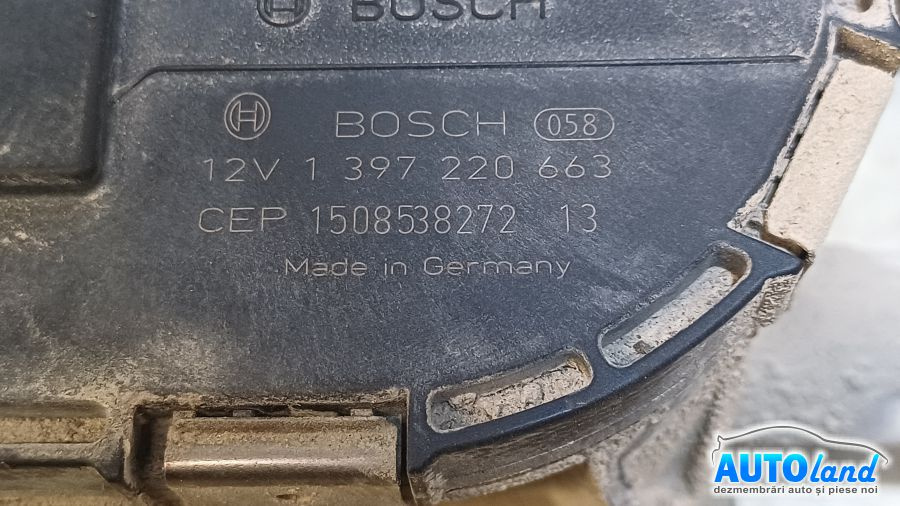 BOSCH
BOSCH 058
12V 1 397 220 663
CEP 1508538272 13
Made in Germany
AUTOland
dezmembrări auto și piese noi